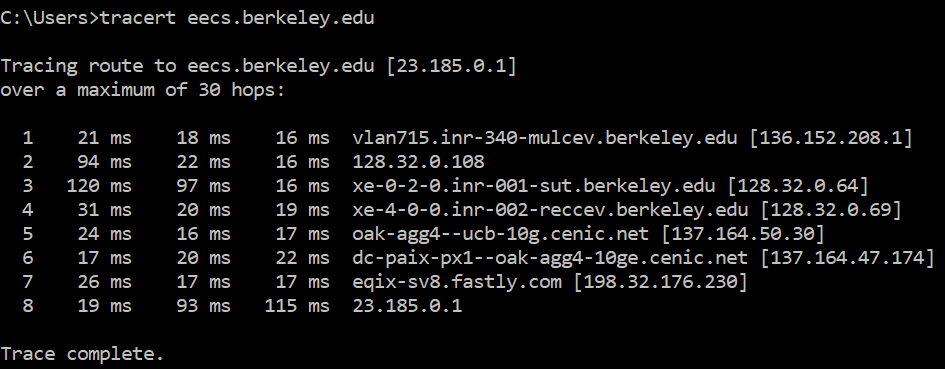 C:\Users>tracert eecs.berkeley.edu
Tracing route to eecs.berkeley.edu [23.185.0.1]
over a maximum of 30 hops:
1 21 ms 18 ms 16 ms vlan715.inr-340-mulcev.berkeley.edu [136.152.208.1]
2 94 ms 22 ms 16 ms 128.32.0.108
3 120 ms 97 ms 16 ms xe-0-2-0.inr-001-sut.berkeley.edu [128.32.0.64]
4 31 ms 20 ms 19 ms xe-4-0-0.inr-002-reccev.berkeley.edu [128.32.0.69]
5 24 ms 16 ms 17 ms oak-agg4--ucb-10g.cenic.net [137.164.50.30]
6 17 ms 20 ms 22 ms dc-paix-px1--oak-agg4-10ge.cenic.net [137.164.47.174]
7 26 ms 17 ms 17 ms eqix-sv8.fastly.com [198.32.176.230]
8 19 ms 93 ms 115 ms 23.185.0.1
Trace complete.